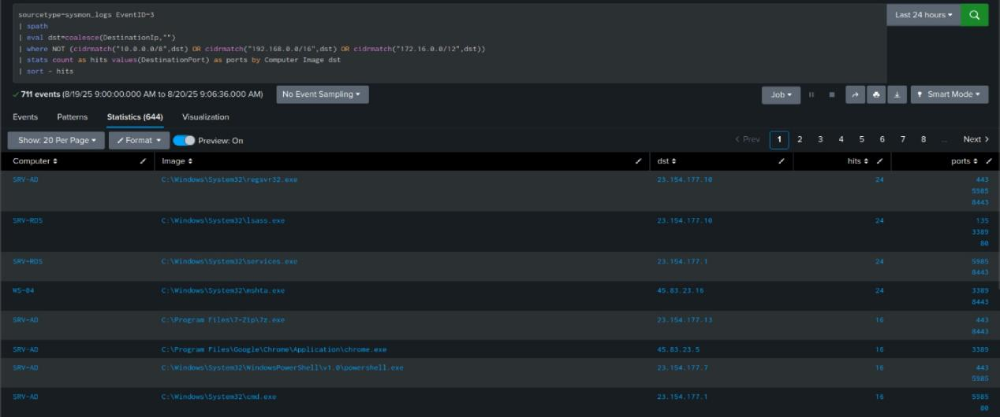 sourcetype=sysmon_logs EventID=3
| spath
| eval dst=coalesce(DestinationIp,"")
| where NOT (cidrmatch("10.0.0.0/8",dst) OR cidrmatch("192.168.0.0/16",dst) OR cidrmatch("172.16.0.0/12",dst))
| stats count as hits values(DestinationPort) as ports by Computer Image dst
| sort - hits
Last 24 hours
711 events (8/19/25 9:00:00.000 AM to 8/20/25 9:06:36.000 AM) No Event Sampling Job Smart Mode
Events Patterns Statistics (644) Visualization
Show: 20 Per Page Format Preview: On < Prev 1 2 3 4 5 6 7 8 ... Next >
Computer Image dst hits ports
SRV-AD C:\Windows\System32\regsvr32.exe 23.154.177.10 24 443
5985
8443
SRV-RDS C:\Windows\System32\lsass.exe 23.154.177.10 24 135
3389
80
SRV-RDS C:\Windows\System32\services.exe 23.154.177.1 24 5985
8443
WS-04 C:\Windows\System32\mshta.exe 45.83.23.16 24 3389
8443
SRV-AD C:\Program Files\7-Zip\7z.exe 23.154.177.13 16 443
8443
SRV-AD C:\Program Files\Google\Chrome\Application\chrome.exe 45.83.23.5 16 3389
SRV-AD C:\Windows\System32\WindowsPowerShell\v1.0\powershell.exe 23.154.177.7 16 443
5985
SRV-AD C:\Windows\System32\cmd.exe 23.154.177.1 16 5985
80